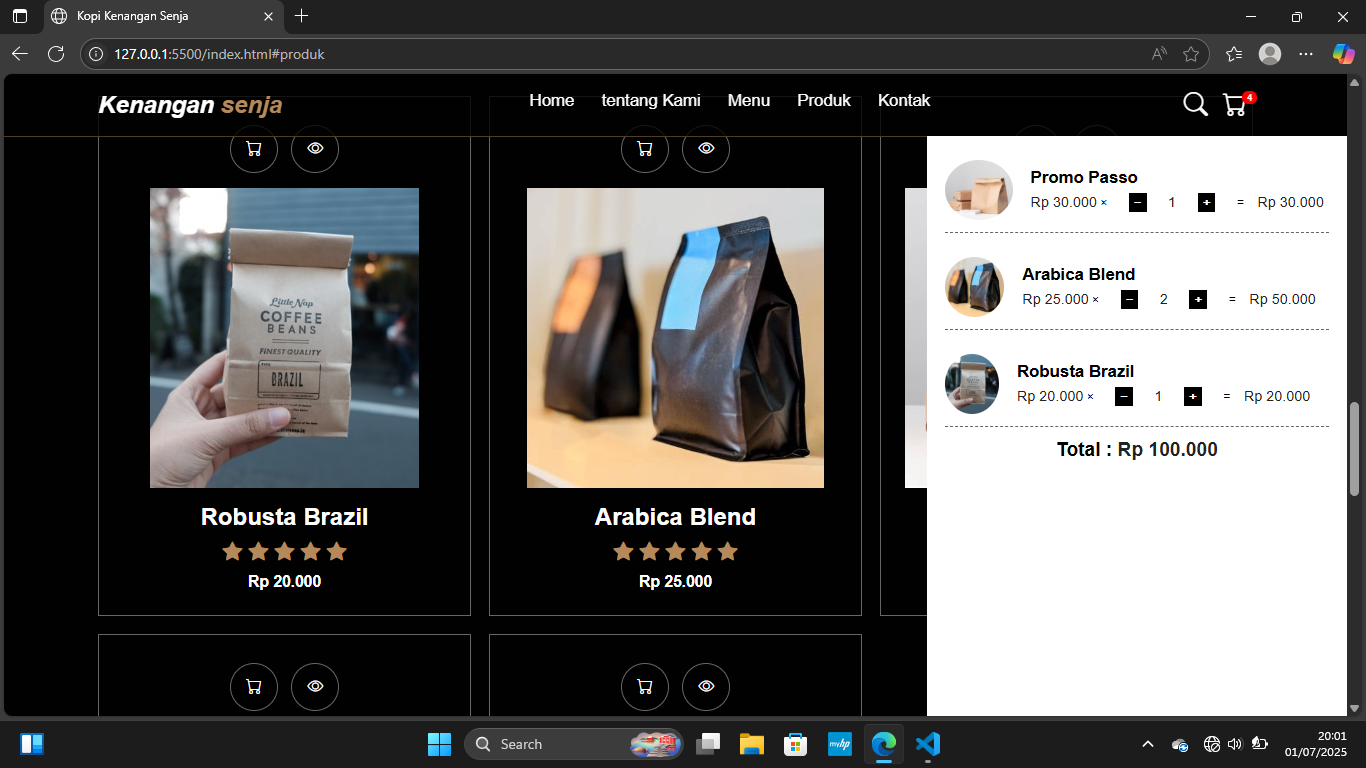 Kopi Kenangan Senja
127.0.0.1:5500/index.html#produk
Kenangan senja
Home
tentang Kami
Menu
Produk
Kontak
4
Promo Passo
Rp 30.000 × − 1 + = Rp 30.000
Arabica Blend
Rp 25.000 × − 2 + = Rp 50.000
Robusta Brazil
Rp 20.000 × − 1 + = Rp 20.000
Total : Rp 100.000
Little Nap
COFFEE
BEANS
FINEST QUALITY
BRAZIL
Robusta Brazil
Rp 20.000
Arabica Blend
Rp 25.000
Search
myhp
20:01
01/07/2025